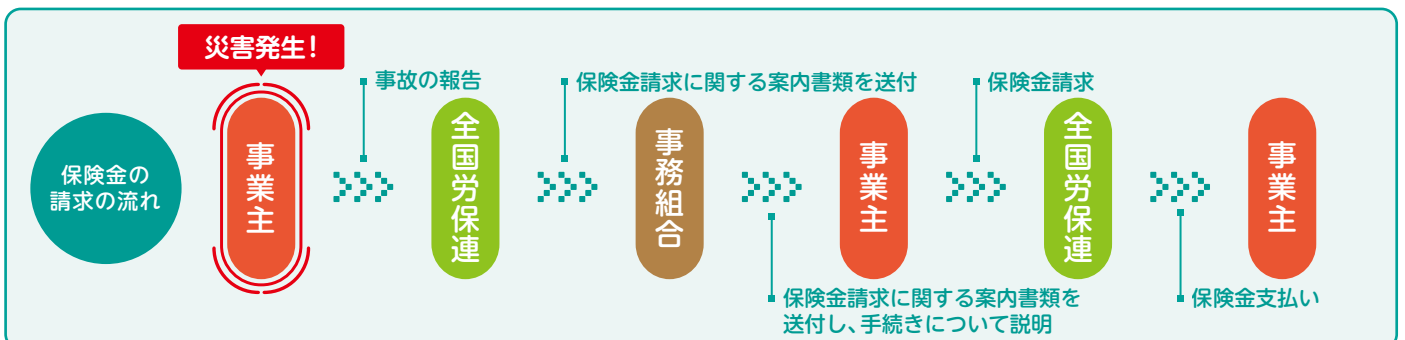 災害発生！
保険金の
請求の流れ
事業主
事故の報告
全国労保連
保険金請求に関する案内書類を送付
事務組合
保険金請求に関する案内書類を
送付し、手続きについて説明
事業主
保険金請求
全国労保連
保険金支払い
事業主